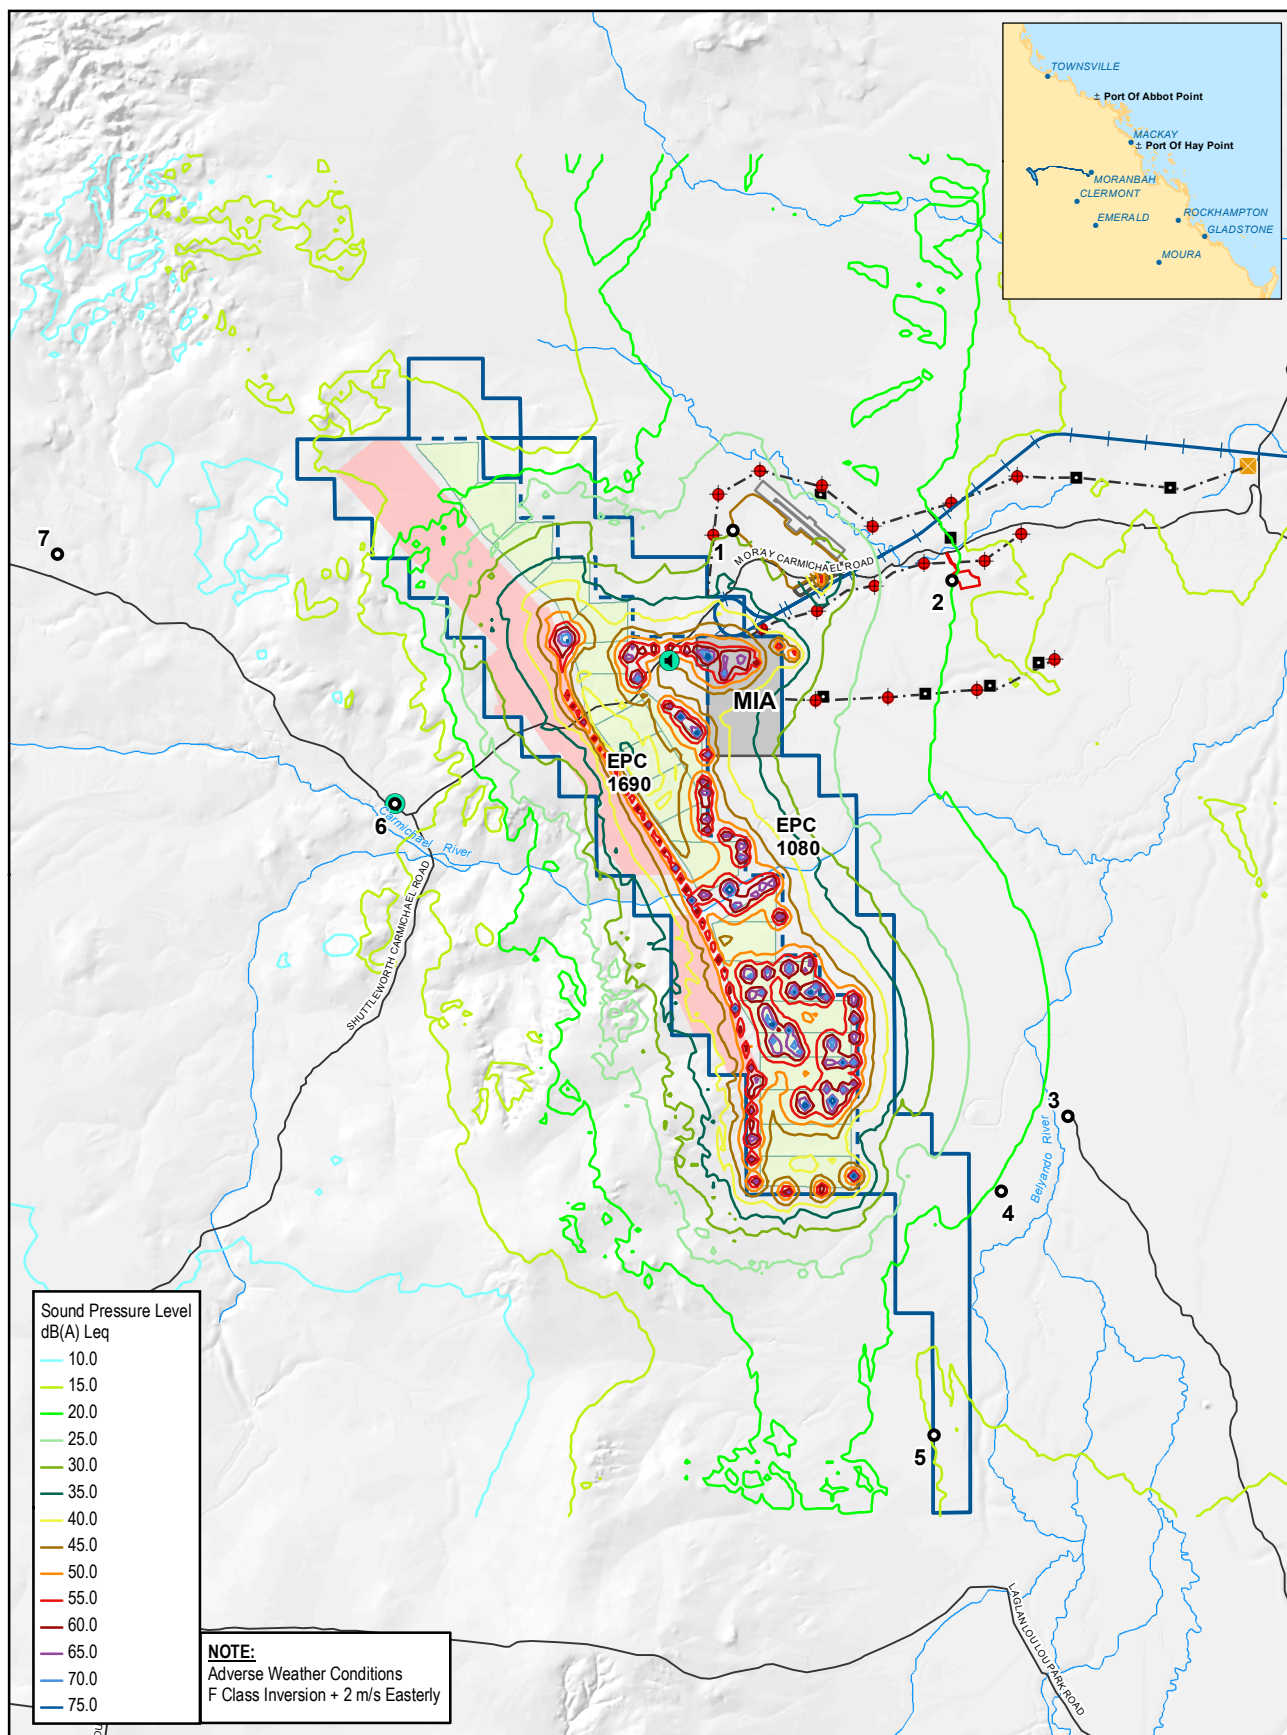 TOWNSVILLE
± Port Of Abbot Point
MACKAY
± Port Of Hay Point
MORANBAH
CLERMONT
EMERALD
ROCKHAMPTON
GLADSTONE
MOURA
7
1
MORAY CARMICHAEL ROAD
2
MIA
EPC
1690
EPC
1080
6
Carmichael River
SHUTTLEWORTH CARMICHAEL ROAD
3
Belyando River
4
5
LAGLAN LOU LOU PARK ROAD
Sound Pressure Level
dB(A) Leq
10.0
15.0
20.0
25.0
30.0
35.0
40.0
45.0
50.0
55.0
60.0
65.0
70.0
75.0
NOTE:
Adverse Weather Conditions
F Class Inversion + 2 m/s Easterly